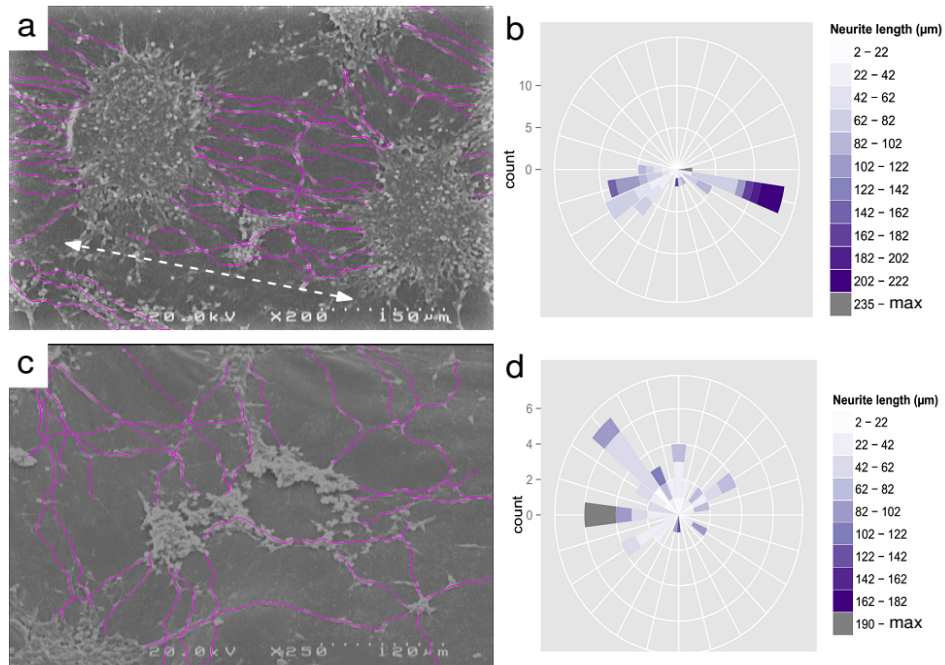 a
20.0kV X200 150µm
b
10
5
0
count
Neurite length (µm)
2 – 22
22 – 42
42 – 62
62 – 82
82 – 102
102 – 122
122 – 142
142 – 162
162 – 182
182 – 202
202 – 222
235 – max
c
20.0kV X250 120µm
d
6
4
2
0
count
Neurite length (µm)
2 – 22
22 – 42
42 – 62
62 – 82
82 – 102
102 – 122
122 – 142
142 – 162
162 – 182
190 – max